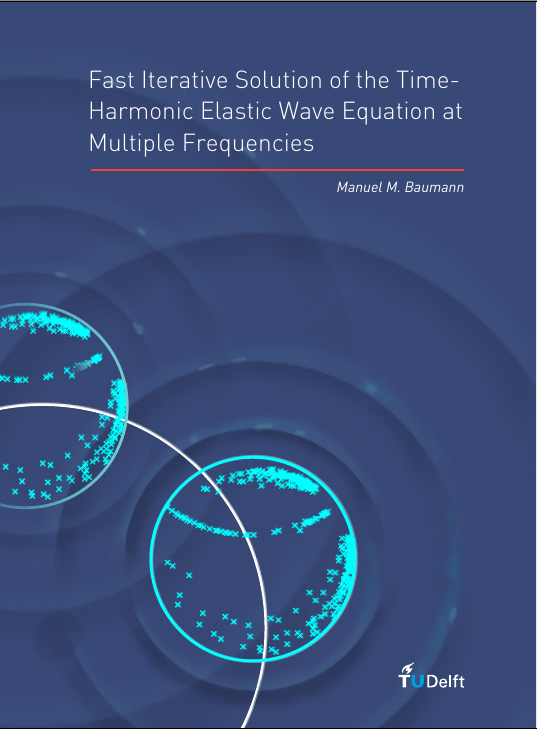 Fast Iterative Solution of the Time-
Harmonic Elastic Wave Equation at
Multiple Frequencies
Manuel M. Baumann
TUDelft